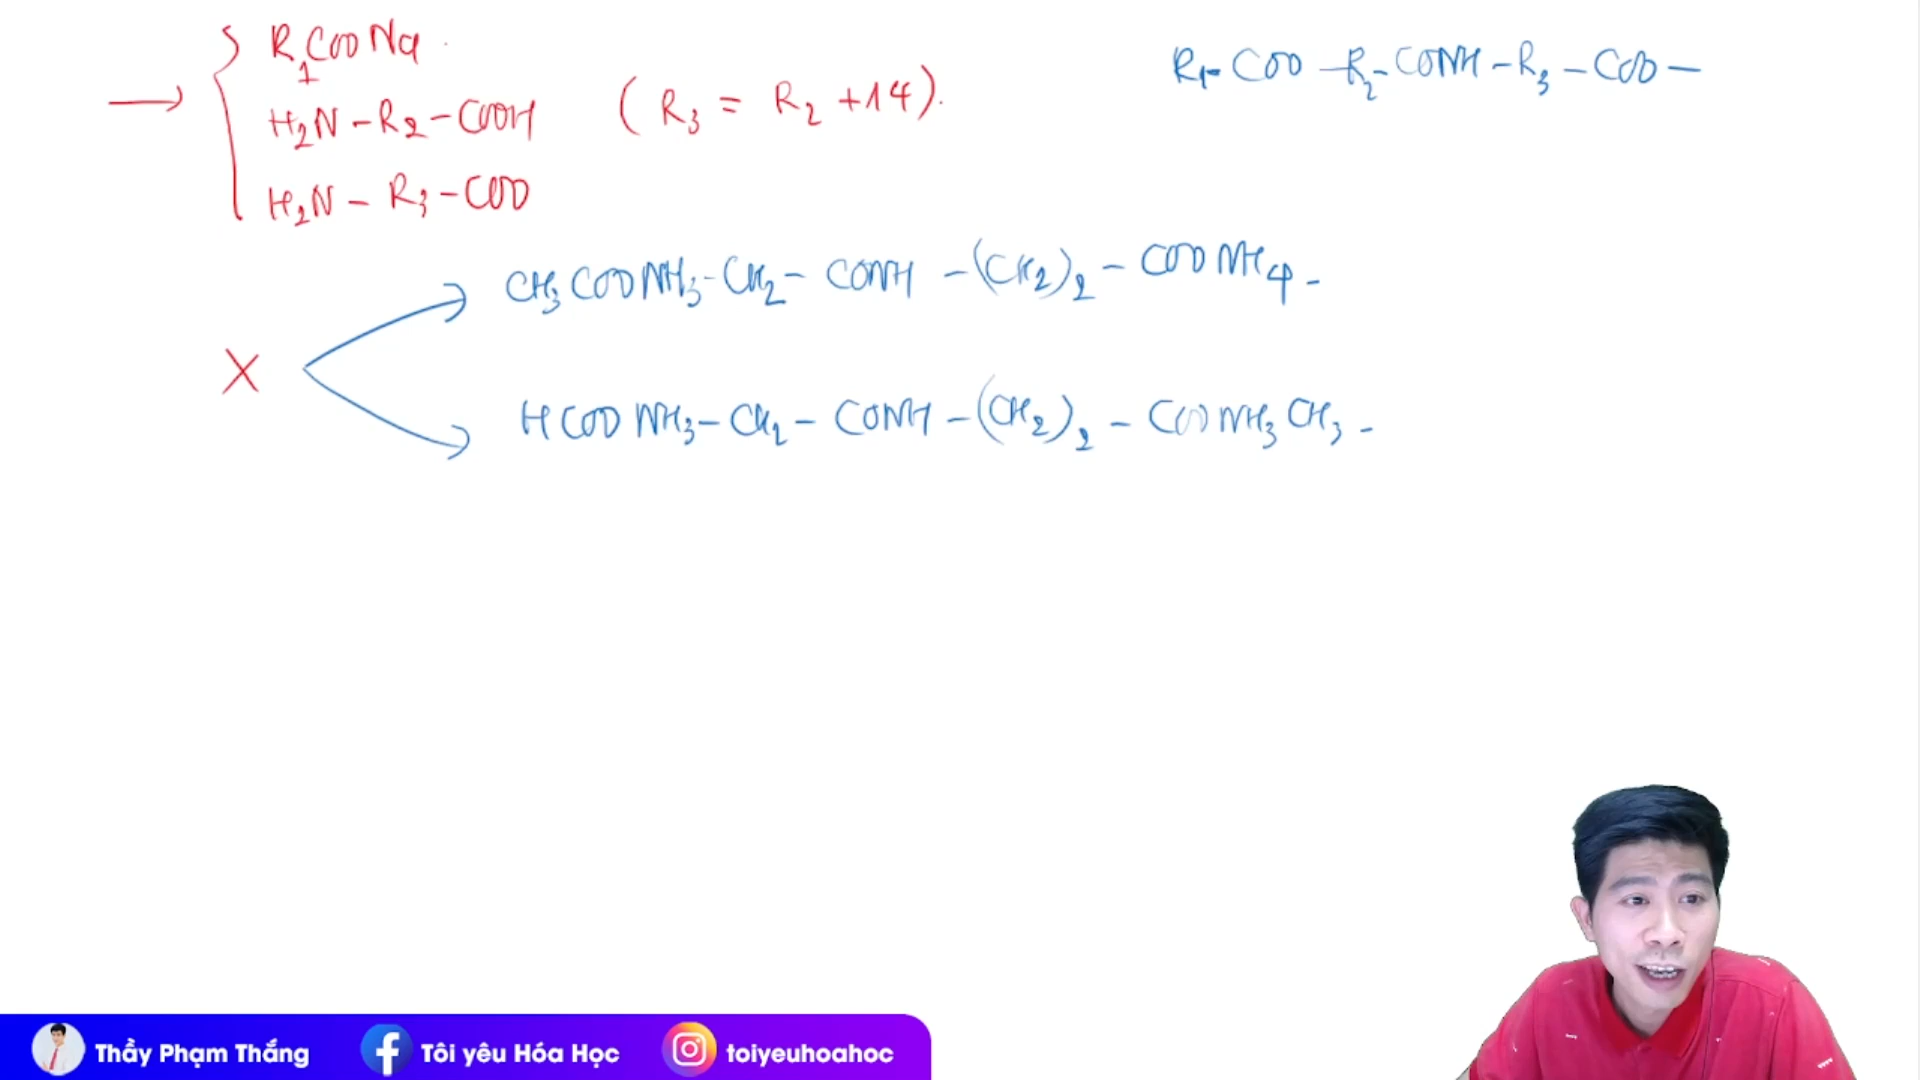 R₁COONa
R₁-COO-R₂-CONH-R₃-COO-
H₂N-R₂-COOH (R₃ = R₂ +14).
H₂N-R₃-COO
CH₃COONH₃-CH₂-CONH-(CH₂)₂-COONH₄.
X
HCOONH₃-CH₂-CONH-(CH₂)₂-COONH₃CH₃.
Thầy Phạm Thắng Tôi yêu Hóa Học toiyeuhoahoc